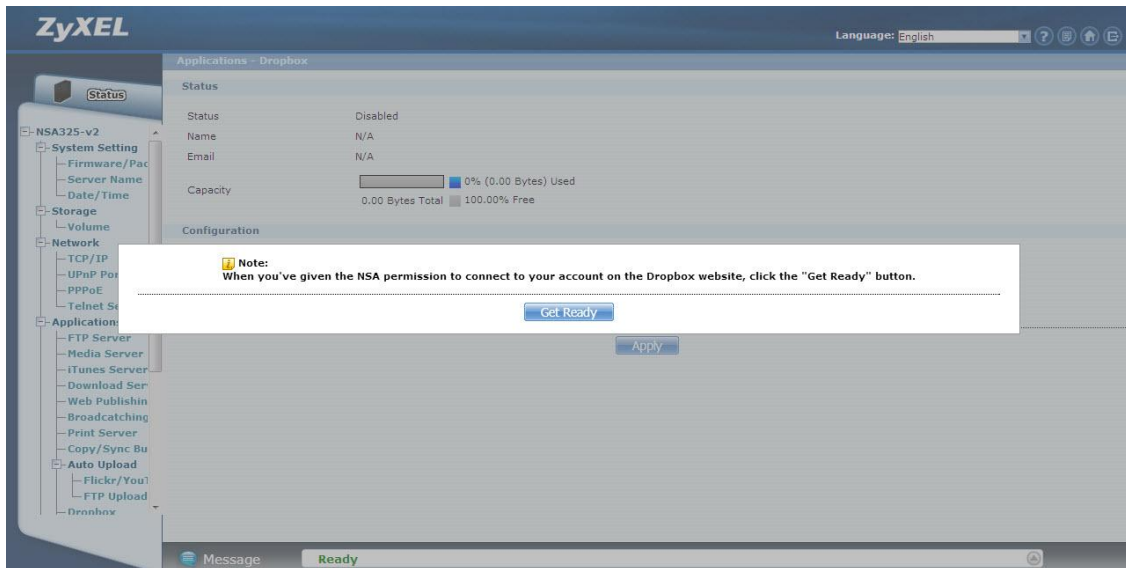 ZyXEL
Language: English
Applications - Dropbox
Status
Status
Status Disabled
Name N/A
Email N/A
Capacity 0% (0.00 Bytes) Used
0.00 Bytes Total 100.00% Free
Configuration
NSA325-v2
System Setting
Firmware/Pac
Server Name
Date/Time
Storage
Volume
Network
TCP/IP
UPnP Por
PPPoE
Telnet Se
Application
FTP Server
Media Server
iTunes Server
Download Ser
Web Publishin
Broadcatching
Print Server
Copy/Sync Bu
Auto Upload
Flickr/YouT
FTP Upload
Dropbox
Note:
When you've given the NSA permission to connect to your account on the Dropbox website, click the "Get Ready" button.
Get Ready
Apply
Message Ready